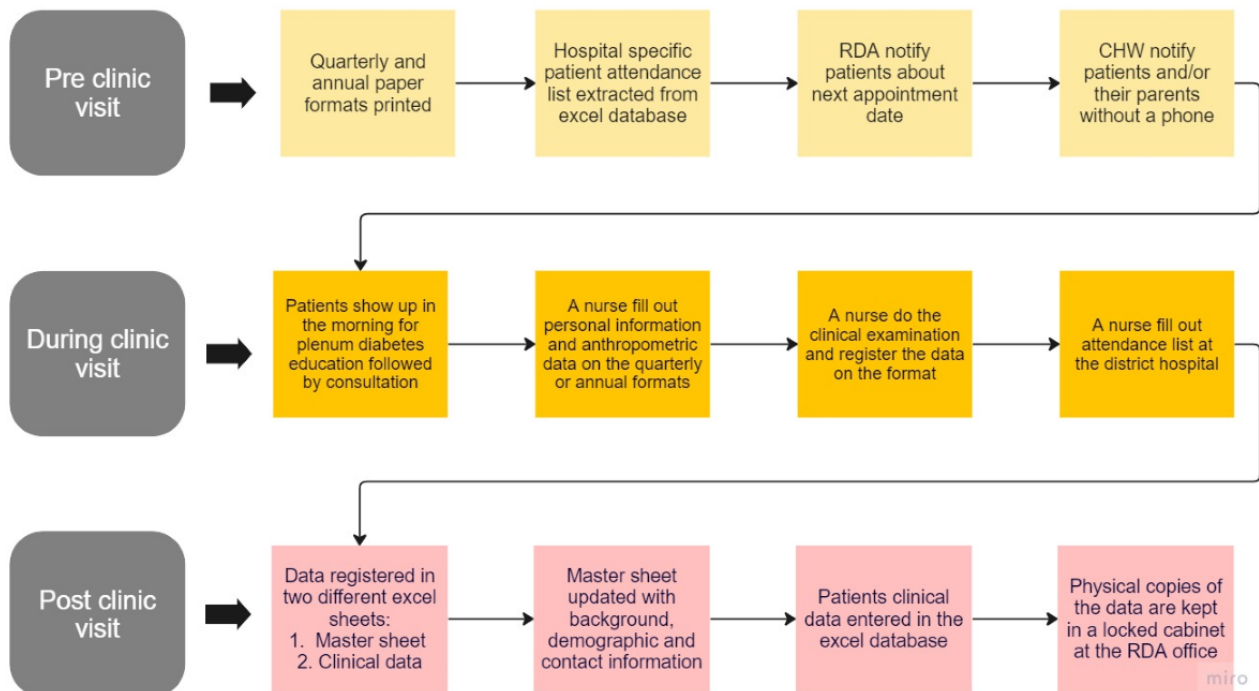 Pre clinic
visit
Quarterly and
annual paper
formats printed
Hospital specific
patient attendance
list extracted from
excel database
RDA notify
patients about
next appointment
date
CHW notify
patients and/or
their parents
without a phone
During clinic
visit
Patients show up in
the morning for
plenum diabetes
education followed
by consultation
A nurse fill out
personal information
and anthropometric
data on the quarterly
or annual formats
A nurse do the
clinical examination
and register the data
on the format
A nurse fill out
attendance list at
the district hospital
Post clinic
visit
Data registered in
two different excel
sheets:
1. Master sheet
2. Clinical data
Master sheet
updated with
background,
demographic and
contact information
Patients clinical
data entered in the
excel database
Physical copies of
the data are kept
in a locked cabinet
at the RDA office
miro